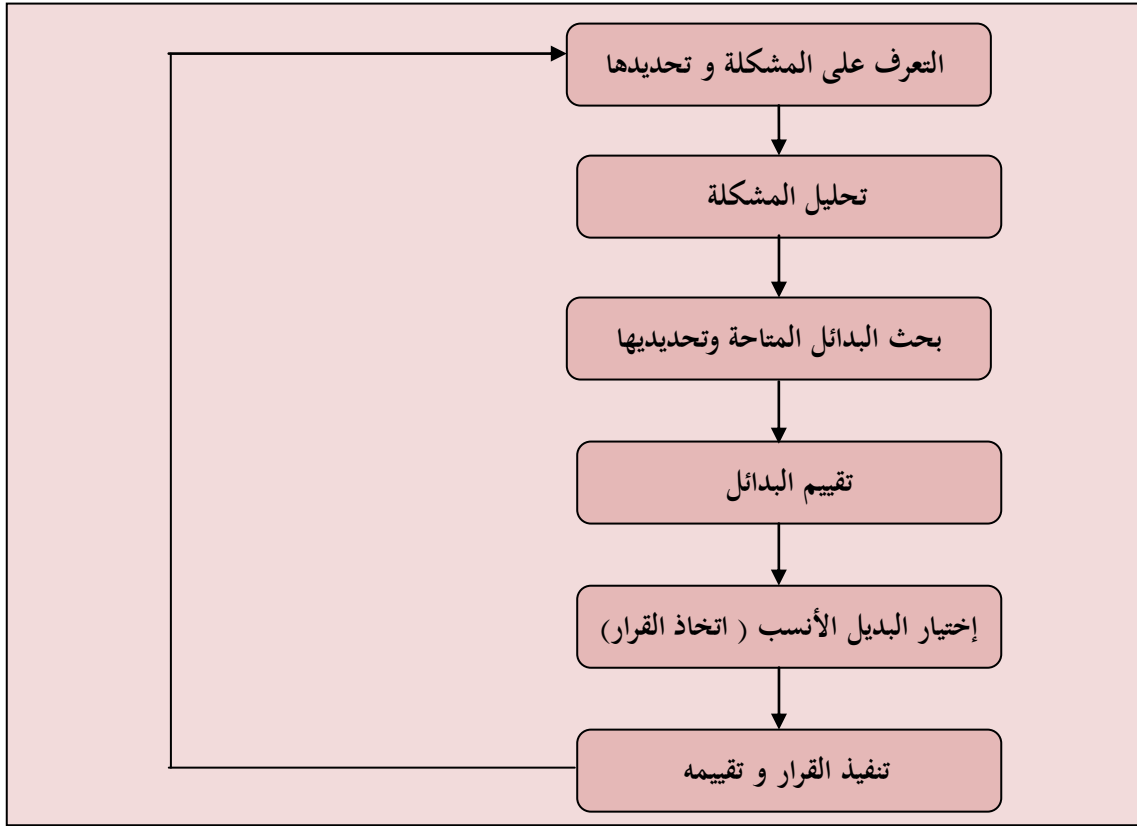 التعرف على المشكلة و تحديدها
تحليل المشكلة
بحث البدائل المتاحة وتحديديها
تقييم البدائل
إختيار البديل الأنسب ( اتخاذ القرار)
تنفيذ القرار و تقييمه